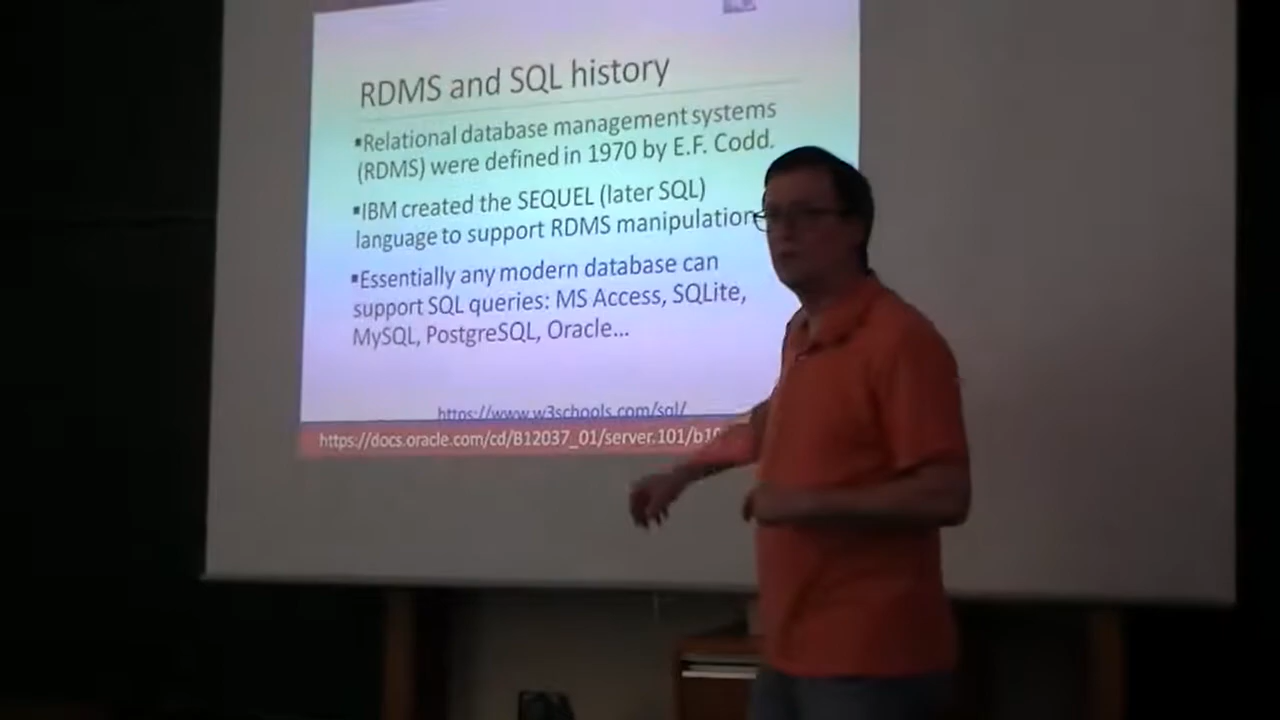 RDMS and SQL history
▪Relational database management systems
(RDMS) were defined in 1970 by E.F. Codd.
▪IBM created the SEQUEL (later SQL)
language to support RDMS manipulation
▪Essentially any modern database can
support SQL queries: MS Access, SQLite,
MySQL, PostgreSQL, Oracle...
https://www.w3schools.com/sql/
https://docs.oracle.com/cd/B12037_01/server.101/b10